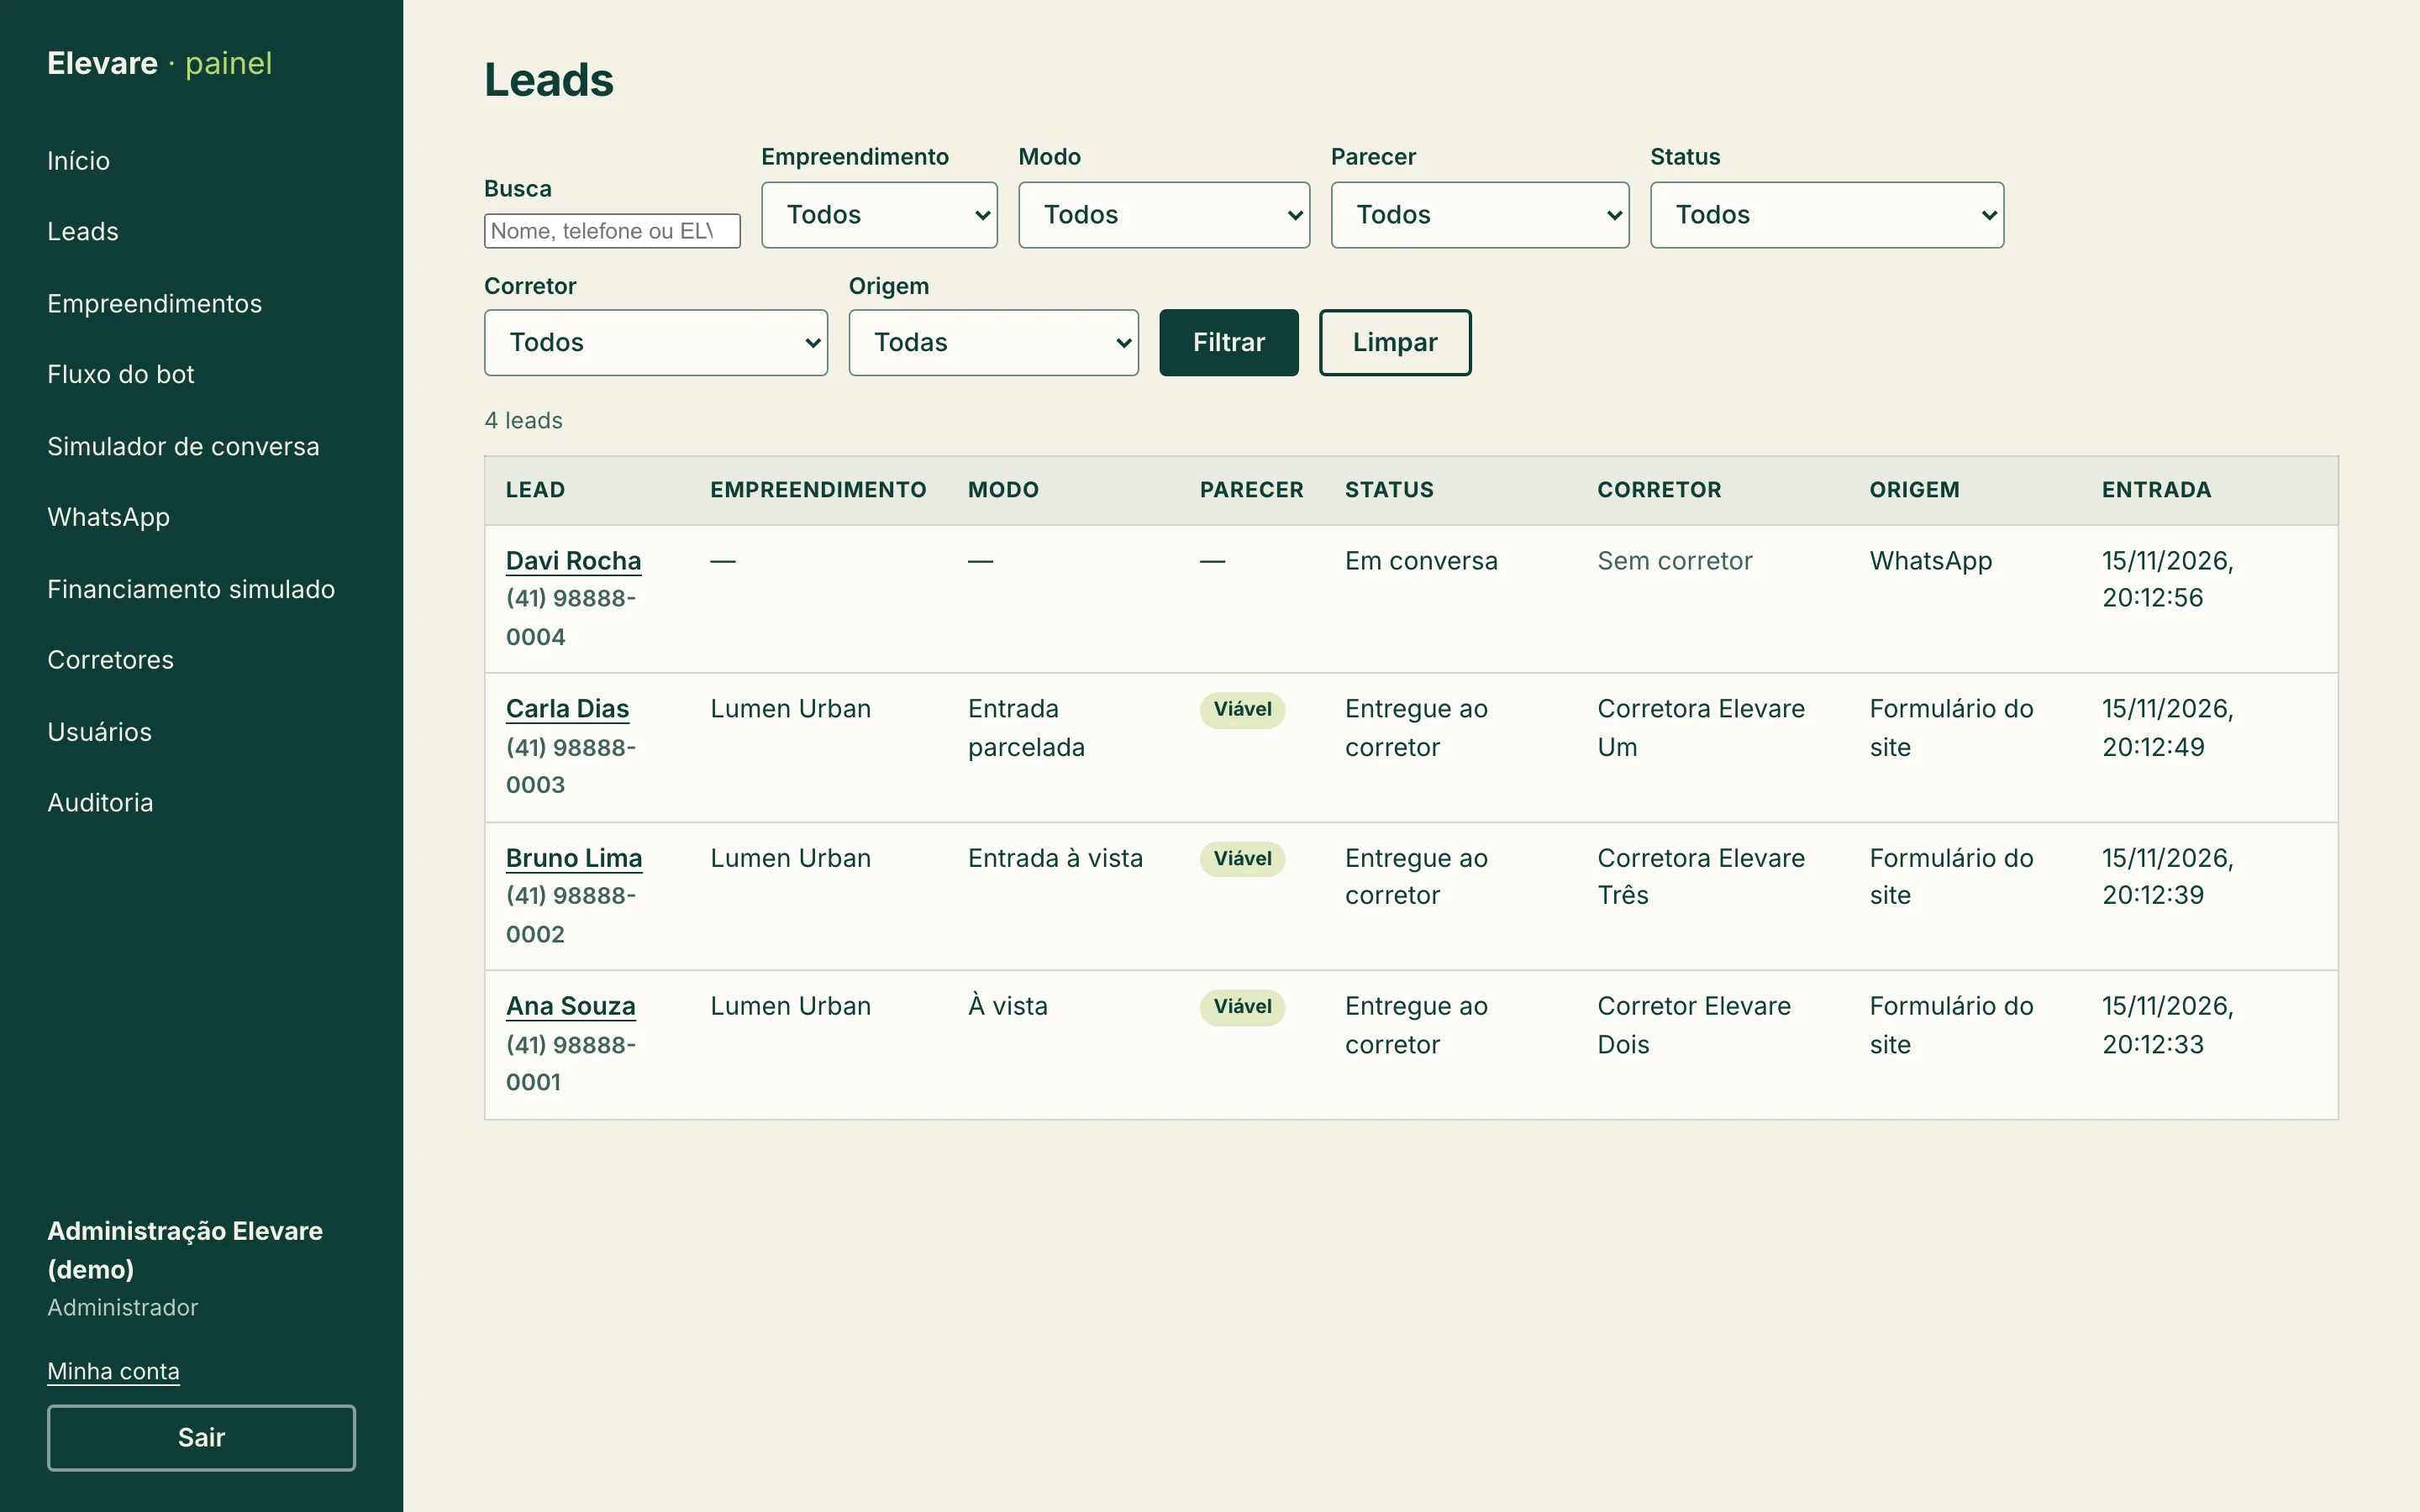 Elevare · painel
Início
Leads
Empreendimentos
Fluxo do bot
Simulador de conversa
WhatsApp
Financiamento simulado
Corretores
Usuários
Auditoria
Administração Elevare
(demo)
Administrador
Minha conta
Sair
Leads
Busca
Nome, telefone ou EL
Empreendimento
Todos
Modo
Todos
Parecer
Todos
Status
Todos
Corretor
Todos
Origem
Todas
Filtrar
Limpar
4 leads
LEAD EMPREENDIMENTO MODO PARECER STATUS CORRETOR ORIGEM ENTRADA
Davi Rocha — — — Em conversa Sem corretor WhatsApp 15/11/2026,
(41) 98888- 20:12:56
0004
Carla Dias Lumen Urban Entrada Viável Entregue ao Corretora Elevare Formulário do 15/11/2026,
(41) 98888- parcelada corretor Um site 20:12:49
0003
Bruno Lima Lumen Urban Entrada à vista Viável Entregue ao Corretora Elevare Formulário do 15/11/2026,
(41) 98888- corretor Três site 20:12:39
0002
Ana Souza Lumen Urban À vista Viável Entregue ao Corretor Elevare Formulário do 15/11/2026,
(41) 98888- corretor Dois site 20:12:33
0001